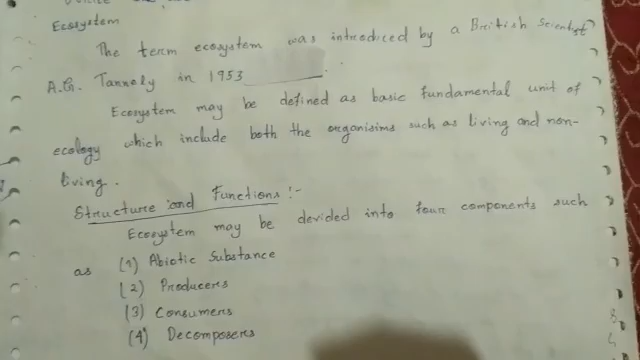 Ecosystem
The term ecosystem was introduced by a British Scientist
A.G. Tannely in 1953
Ecosystem may be defined as basic fundamental unit of
ecology which include both the organisims such as living and non-
living.
Structure and Functions :-
Ecosystem may be devided into four components such
as (1) Abiotic Substance
(2) Producers
(3) Consumers
(4) Decomposers